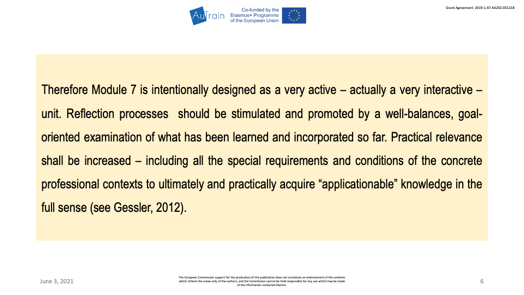 AuTrain
Co-funded by the
Erasmus+ Programme
of the European Union
Grant Agreement: 2019-1-AT-KA202-051218
Therefore Module 7 is intentionally designed as a very active – actually a very interactive –
unit. Reflection processes should be stimulated and promoted by a well-balances, goal-
oriented examination of what has been learned and incorporated so far. Practical relevance
shall be increased – including all the special requirements and conditions of the concrete
professional contexts to ultimately and practically acquire “applicationable” knowledge in the
full sense (see Gessler, 2012).
June 3, 2021
The European Commission support for the production of this publication does not constitute an endorsement of the contents
which reflects the views only of the authors, and the Commission cannot be held responsible for any use which may be made
of the information contained therein.
6